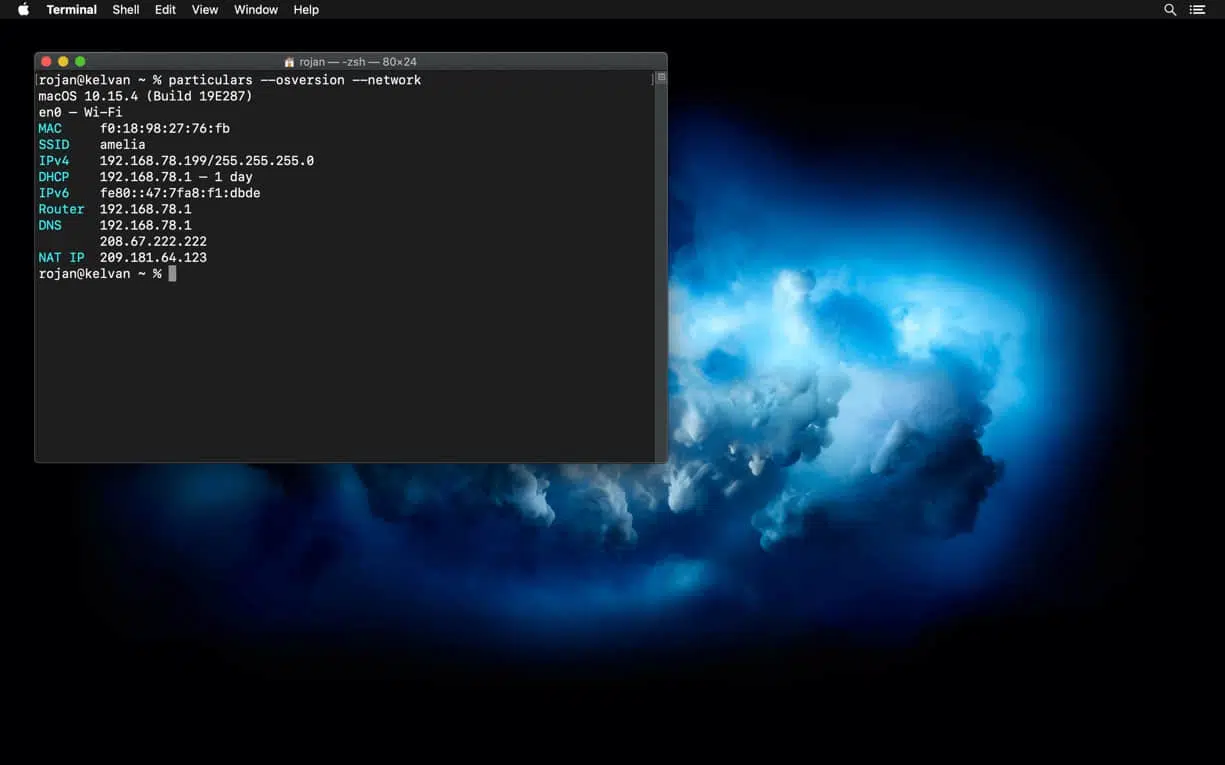 Terminal Shell Edit View Window Help
rojan — -zsh — 80×24
rojan@kelvan ~ % particulars --osversion --network
macOS 10.15.4 (Build 19E287)
en0 — Wi-Fi
MAC f0:18:98:27:76:fb
SSID amelia
IPv4 192.168.78.199/255.255.255.0
DHCP 192.168.78.1 — 1 day
IPv6 fe80::47:7fa8:f1:dbde
Router 192.168.78.1
DNS 192.168.78.1
208.67.222.222
NAT IP 209.181.64.123
rojan@kelvan ~ %